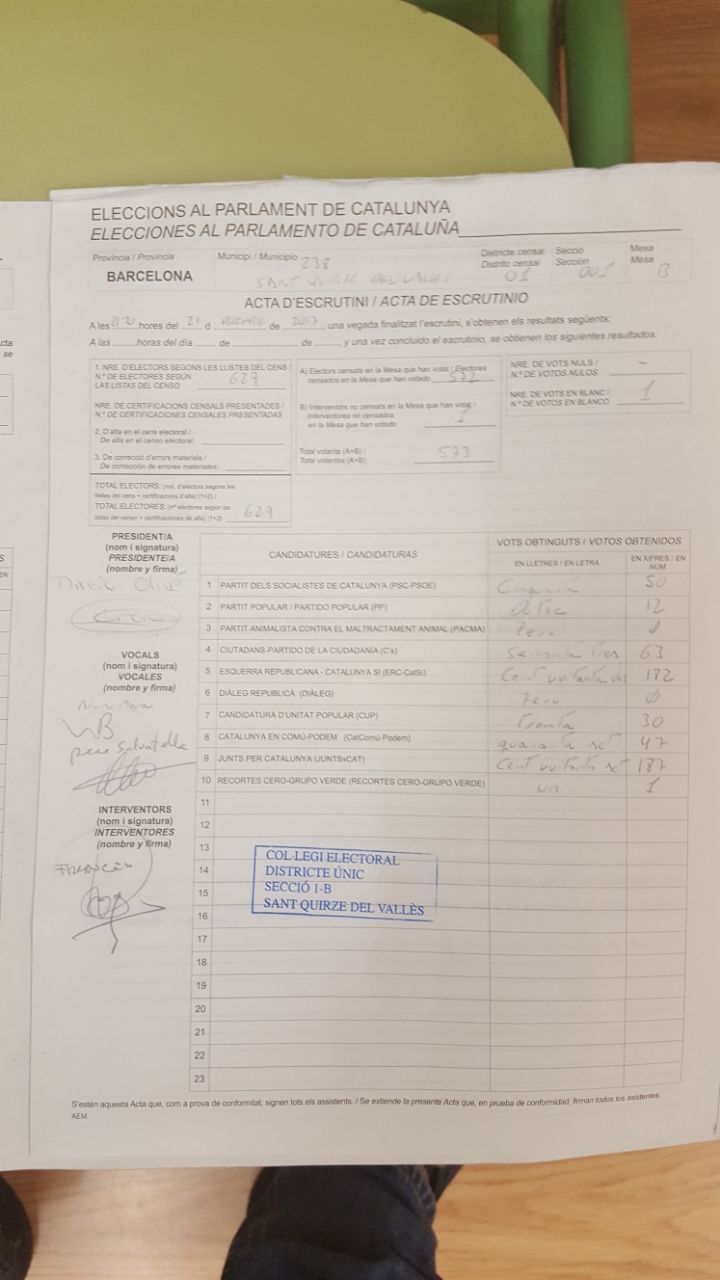 cta
se
S
EN
ELECCIONS AL PARLAMENT DE CATALUNYA
ELECCIONES AL PARLAMENTO DE CATALUÑA
Província / Provincia
BARCELONA
Municipi / Municipio 238
SANT QUIRZE DEL VALLES
Districte censal
Distrito censal
01
Secció
Sección
001
Mesa
Mesa
B
ACTA D'ESCRUTINI / ACTA DE ESCRUTINIO
A les hores del 21 d DICIEMBRE de 2017, una vegada finalitzat l'escrutini, s'obtenen els resultats següents:
A las horas del día de de y una vez concluido el escrutinio, se obtienen los siguientes resultados:
1. NRE. D'ELECTORS SEGONS LES LLISTES DEL CENS /
N.º DE ELECTORES SEGÚN
LAS LISTAS DEL CENSO
629
NRE. DE CERTIFICACIONS CENSALS PRESENTADES /
N.º DE CERTIFICACIONES CENSALES PRESENTADAS
2. D'alta en el cens electoral /
De alta en el censo electoral:
3. De correcció d'errors materials /
De corrección de errores materiales:
TOTAL ELECTORS: (nre. d'electors segons les
llistes del cens + certificacions d'alta) (1+2) /
TOTAL ELECTORES: (nº electores según las
listas del censo + certificaciones de alta) (1+2)
629
A) Electors censats en la Mesa que han votat / Electores
censados en la Mesa que han votado 572
B) Interventors no censats en la Mesa que han votat /
Interventores no censados
en la Mesa que han votado 1
Total votants (A+B) /
Total votantes (A+B) 573
NRE. DE VOTS NULS /
N.º DE VOTOS NULOS -
NRE. DE VOTS EN BLANC /
N.º DE VOTOS EN BLANCO 1
PRESIDENT/A
(nom i signatura)
PRESIDENTE/A
(nombre y firma)
VOCALS
(nom i signatura)
VOCALES
(nombre y firma)
pere Salvatella
INTERVENTORS
(nom i signatura)
INTERVENTORES
(nombre y firma)
CANDIDATURES / CANDIDATURAS
VOTS OBTINGUTS / VOTOS OBTENIDOS
EN LLETRES / EN LETRA
EN XIFRES / EN NÚM
1 PARTIT DELS SOCIALISTES DE CATALUNYA (PSC-PSOE) Cinquanta 50
2 PARTIT POPULAR / PARTIDO POPULAR (PP) Dotze 12
3 PARTIT ANIMALISTA CONTRA EL MALTRACTAMENT ANIMAL (PACMA) Zero 0
4 CIUTADANS-PARTIDO DE LA CIUDADANÍA (C's) Seixanta tres 63
5 ESQUERRA REPUBLICANA - CATALUNYA SÍ (ERC-CatSí) Cent vuitanta dos 182
6 DIÀLEG REPUBLICÀ (DIÀLEG) Zero 0
7 CANDIDATURA D'UNITAT POPULAR (CUP) trenta 30
8 CATALUNYA EN COMÚ-PODEM (CatComú-Podem) quaranta set 47
9 JUNTS PER CATALUNYA (JUNTSxCAT) Cent vuitanta set 187
10 RECORTES CERO-GRUPO VERDE (RECORTES CERO-GRUPO VERDE) un 1
11
12
13
14
15
16
17
18
19
20
21
22
23
COL·LEGI ELECTORAL
DISTRICTE ÚNIC
SECCIÓ 1-B
SANT QUIRZE DEL VALLÈS
S'estén aquesta Acta que, com a prova de conformitat, signen tots els assistents. / Se extiende la presente Acta que, en prueba de conformidad, firman todos los asistentes.
AEM